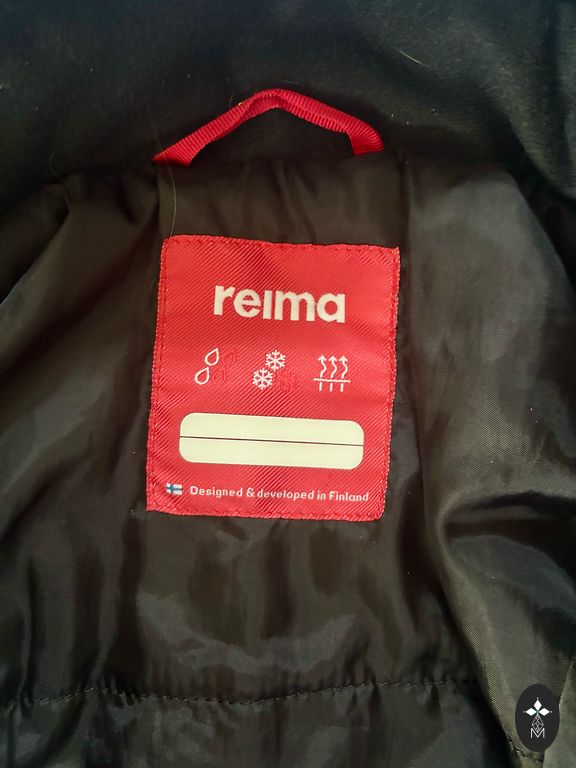 reima
Designed & developed in Finland
M